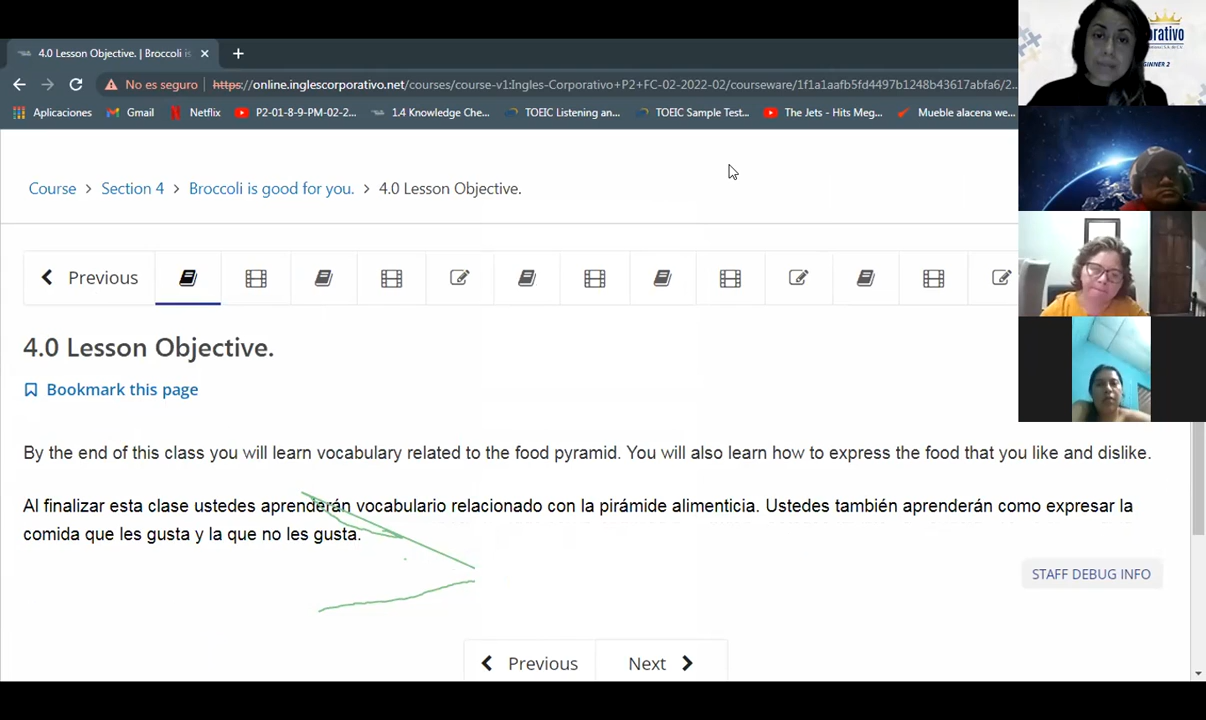 4.0 Lesson Objective. | Broccoli is
No es seguro https://online.inglescorporativo.net/courses/course-v1:Ingles-Corporativo+P2+FC-02-2022-02/courseware/1f1a1aafb5fd4497b1248b43617abfa6/2...
Aplicaciones Gmail Netflix P2-01-8-9-PM-02-2... 1.4 Knowledge Che... TOEIC Listening an... TOEIC Sample Test... The Jets - Hits Meg... Mueble alacena we...
Course > Section 4 > Broccoli is good for you. > 4.0 Lesson Objective.
Previous
4.0 Lesson Objective.
Bookmark this page
By the end of this class you will learn vocabulary related to the food pyramid. You will also learn how to express the food that you like and dislike.
Al finalizar esta clase ustedes aprenderán vocabulario relacionado con la pirámide alimenticia. Ustedes también aprenderán como expresar la
comida que les gusta y la que no les gusta.
STAFF DEBUG INFO
Previous Next
orativo
GINNER 2